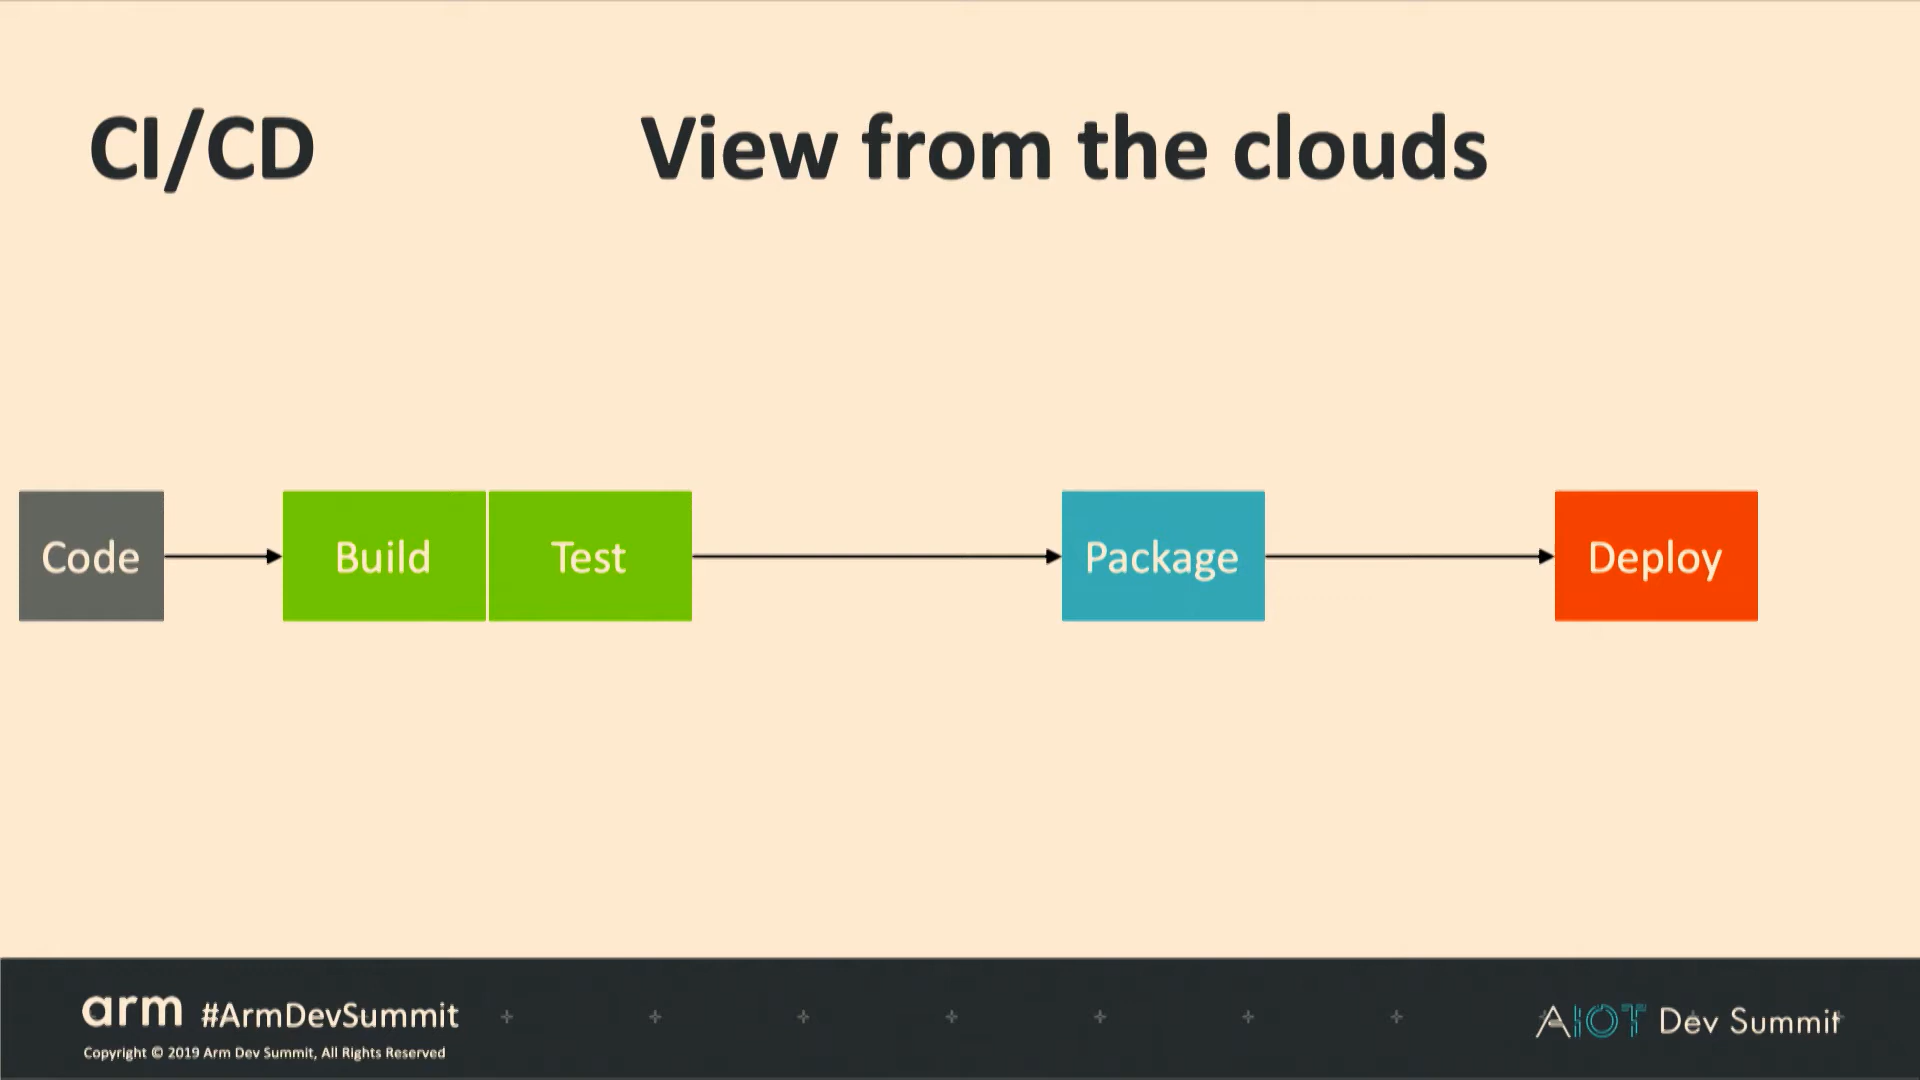 CI/CD View from the clouds
Code Build Test Package Deploy
arm #ArmDevSummit
Copyright © 2019 Arm Dev Summit, All Rights Reserved
AIOT Dev Summit